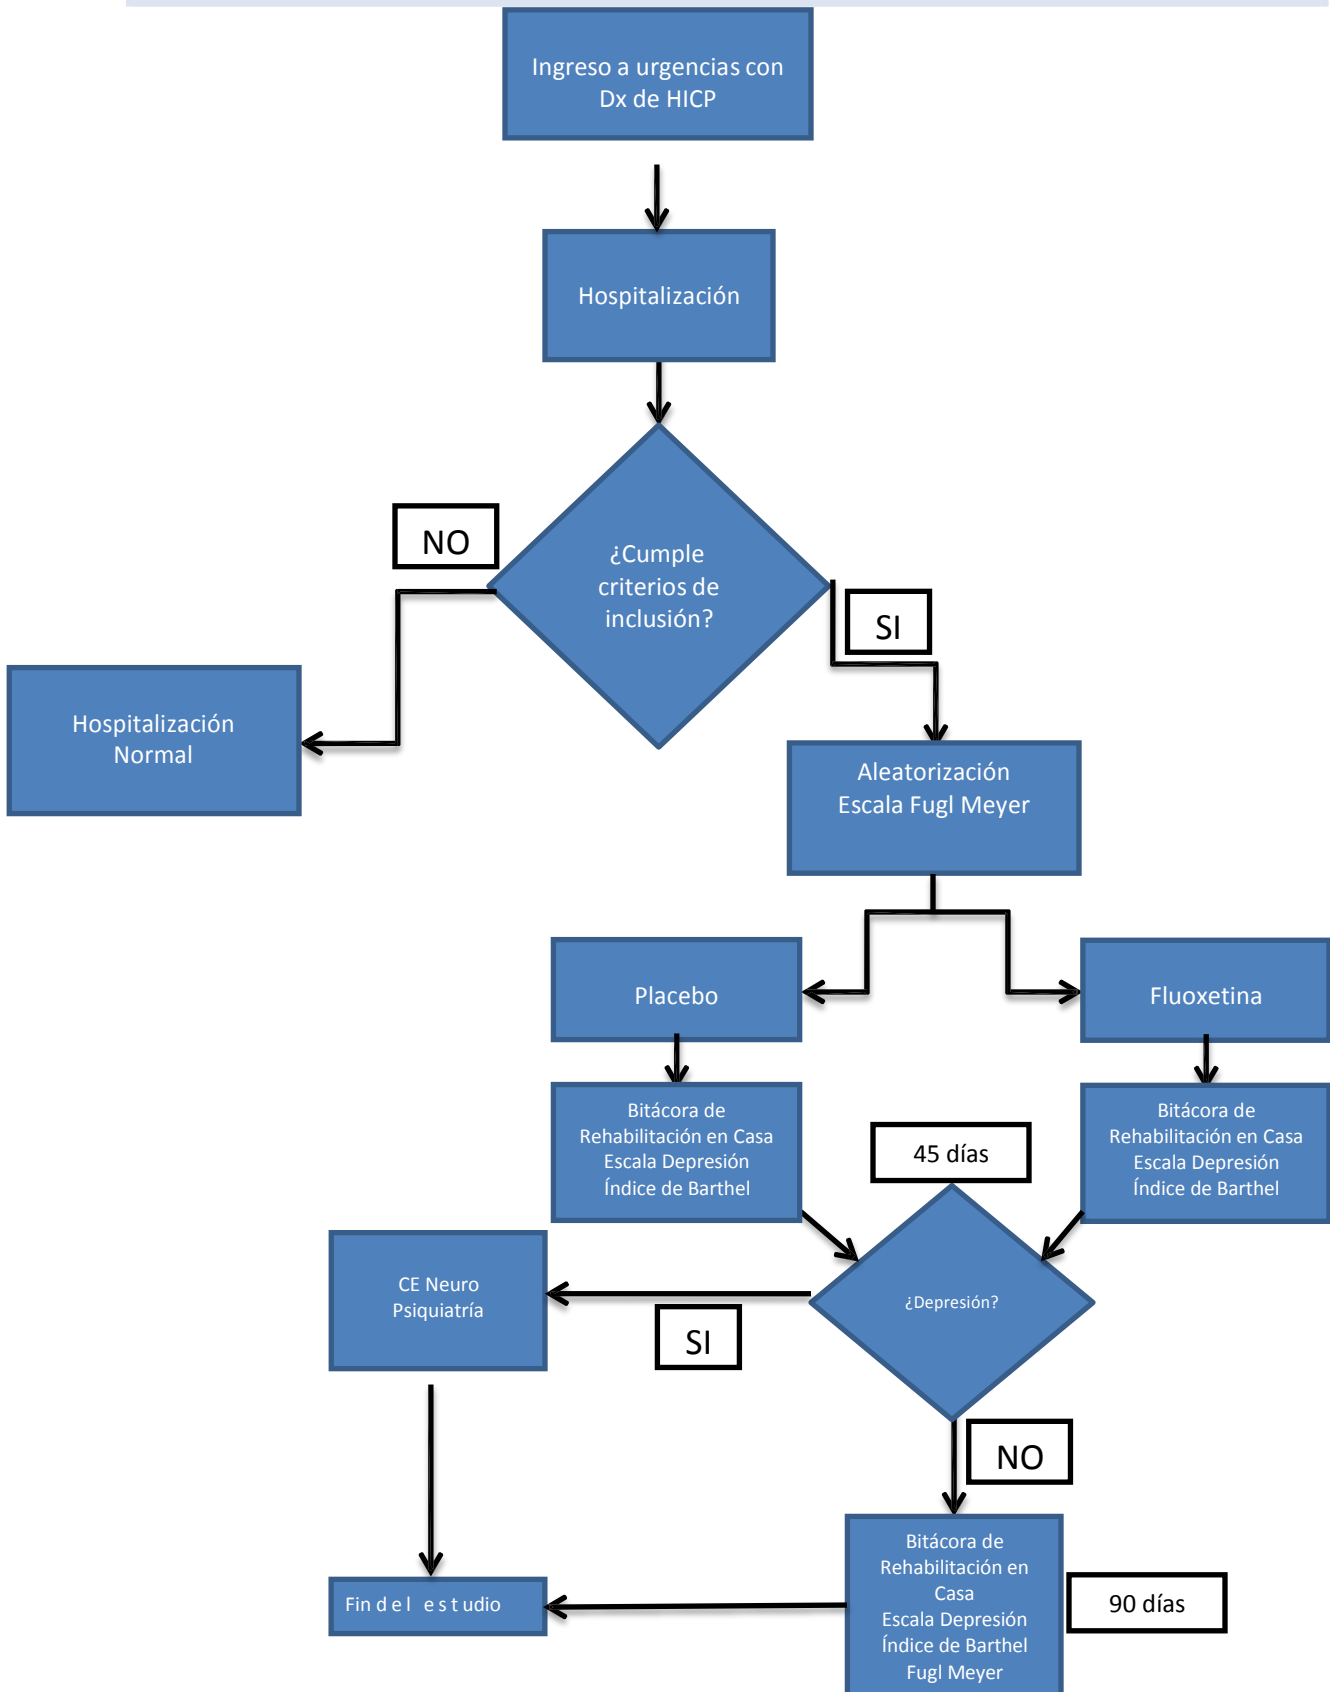 Ingreso a urgencias con
Dx de HICP
Hospitalización
NO
¿Cumple
criterios de
inclusión?
SI
Hospitalización
Normal
Aleatorización
Escala Fugl Meyer
Placebo
Fluoxetina
Bitácora de
Rehabilitación en Casa
Escala Depresión
Índice de Barthel
45 días
Bitácora de
Rehabilitación en Casa
Escala Depresión
Índice de Barthel
CE Neuro
Psiquiatría
¿Depresión?
SI
NO
Fin del estudio
Bitácora de
Rehabilitación en
Casa
Escala Depresión
Índice de Barthel
Fugl Meyer
90 días